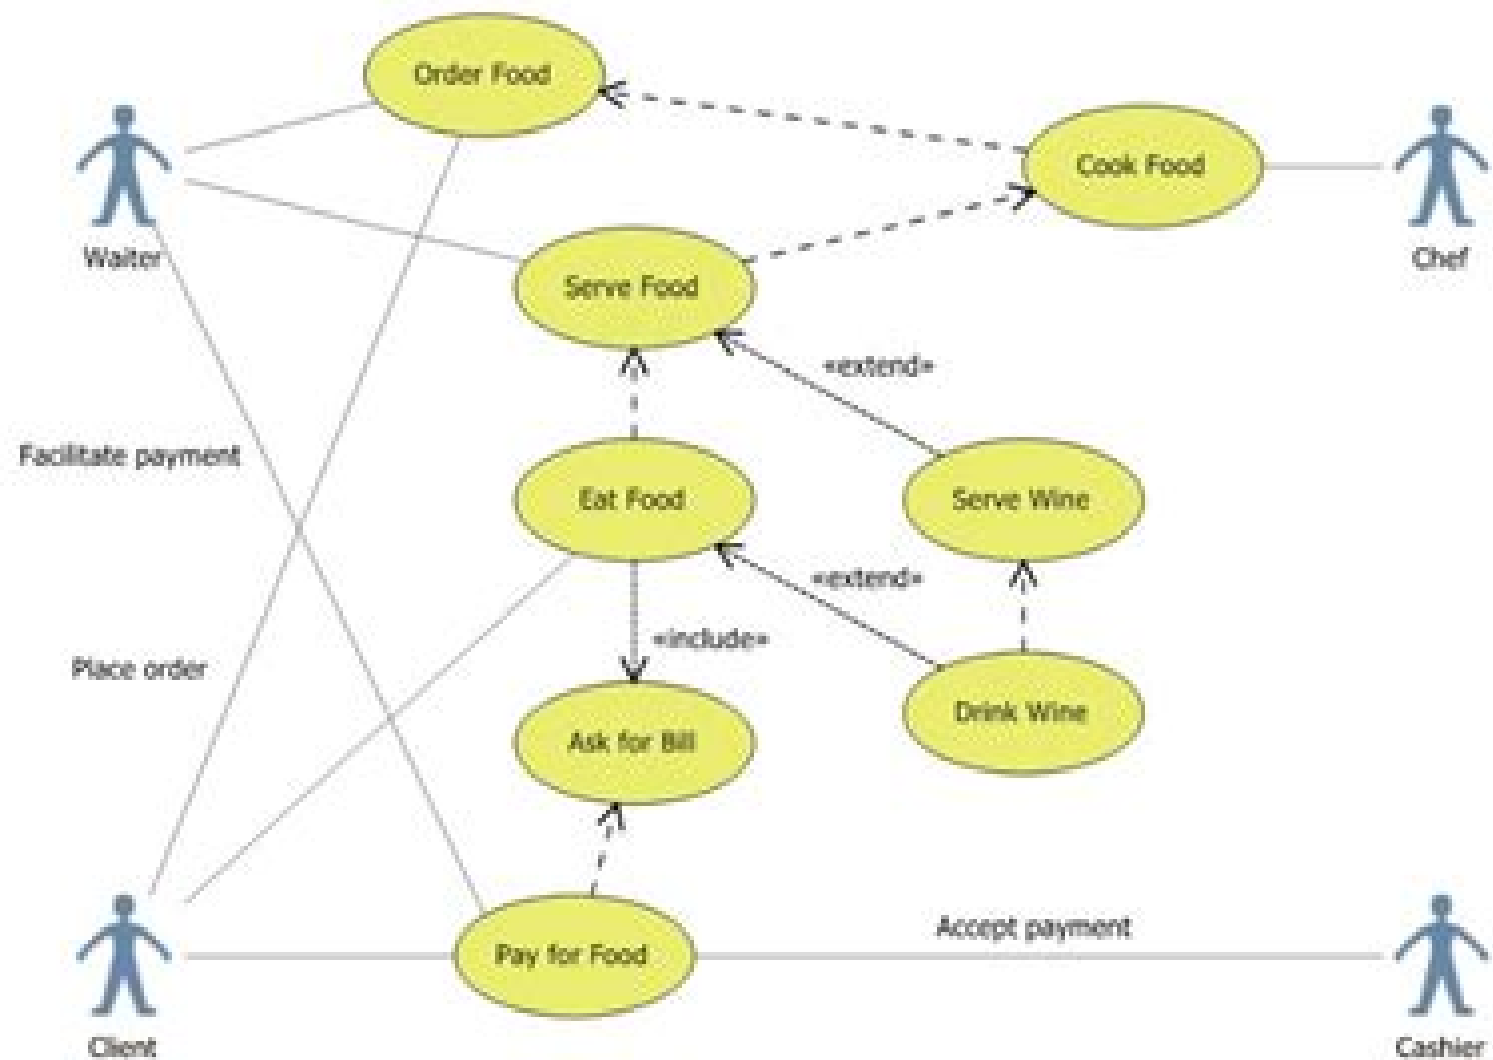 Order Food
Cook Food
Waiter
Chef
Serve Food
«extend»
Facilitate payment
Eat Food
Serve Wine
«extend»
«include»
Place order
Drink Wine
Ask for Bill
Accept payment
Pay for Food
Client
Cashier